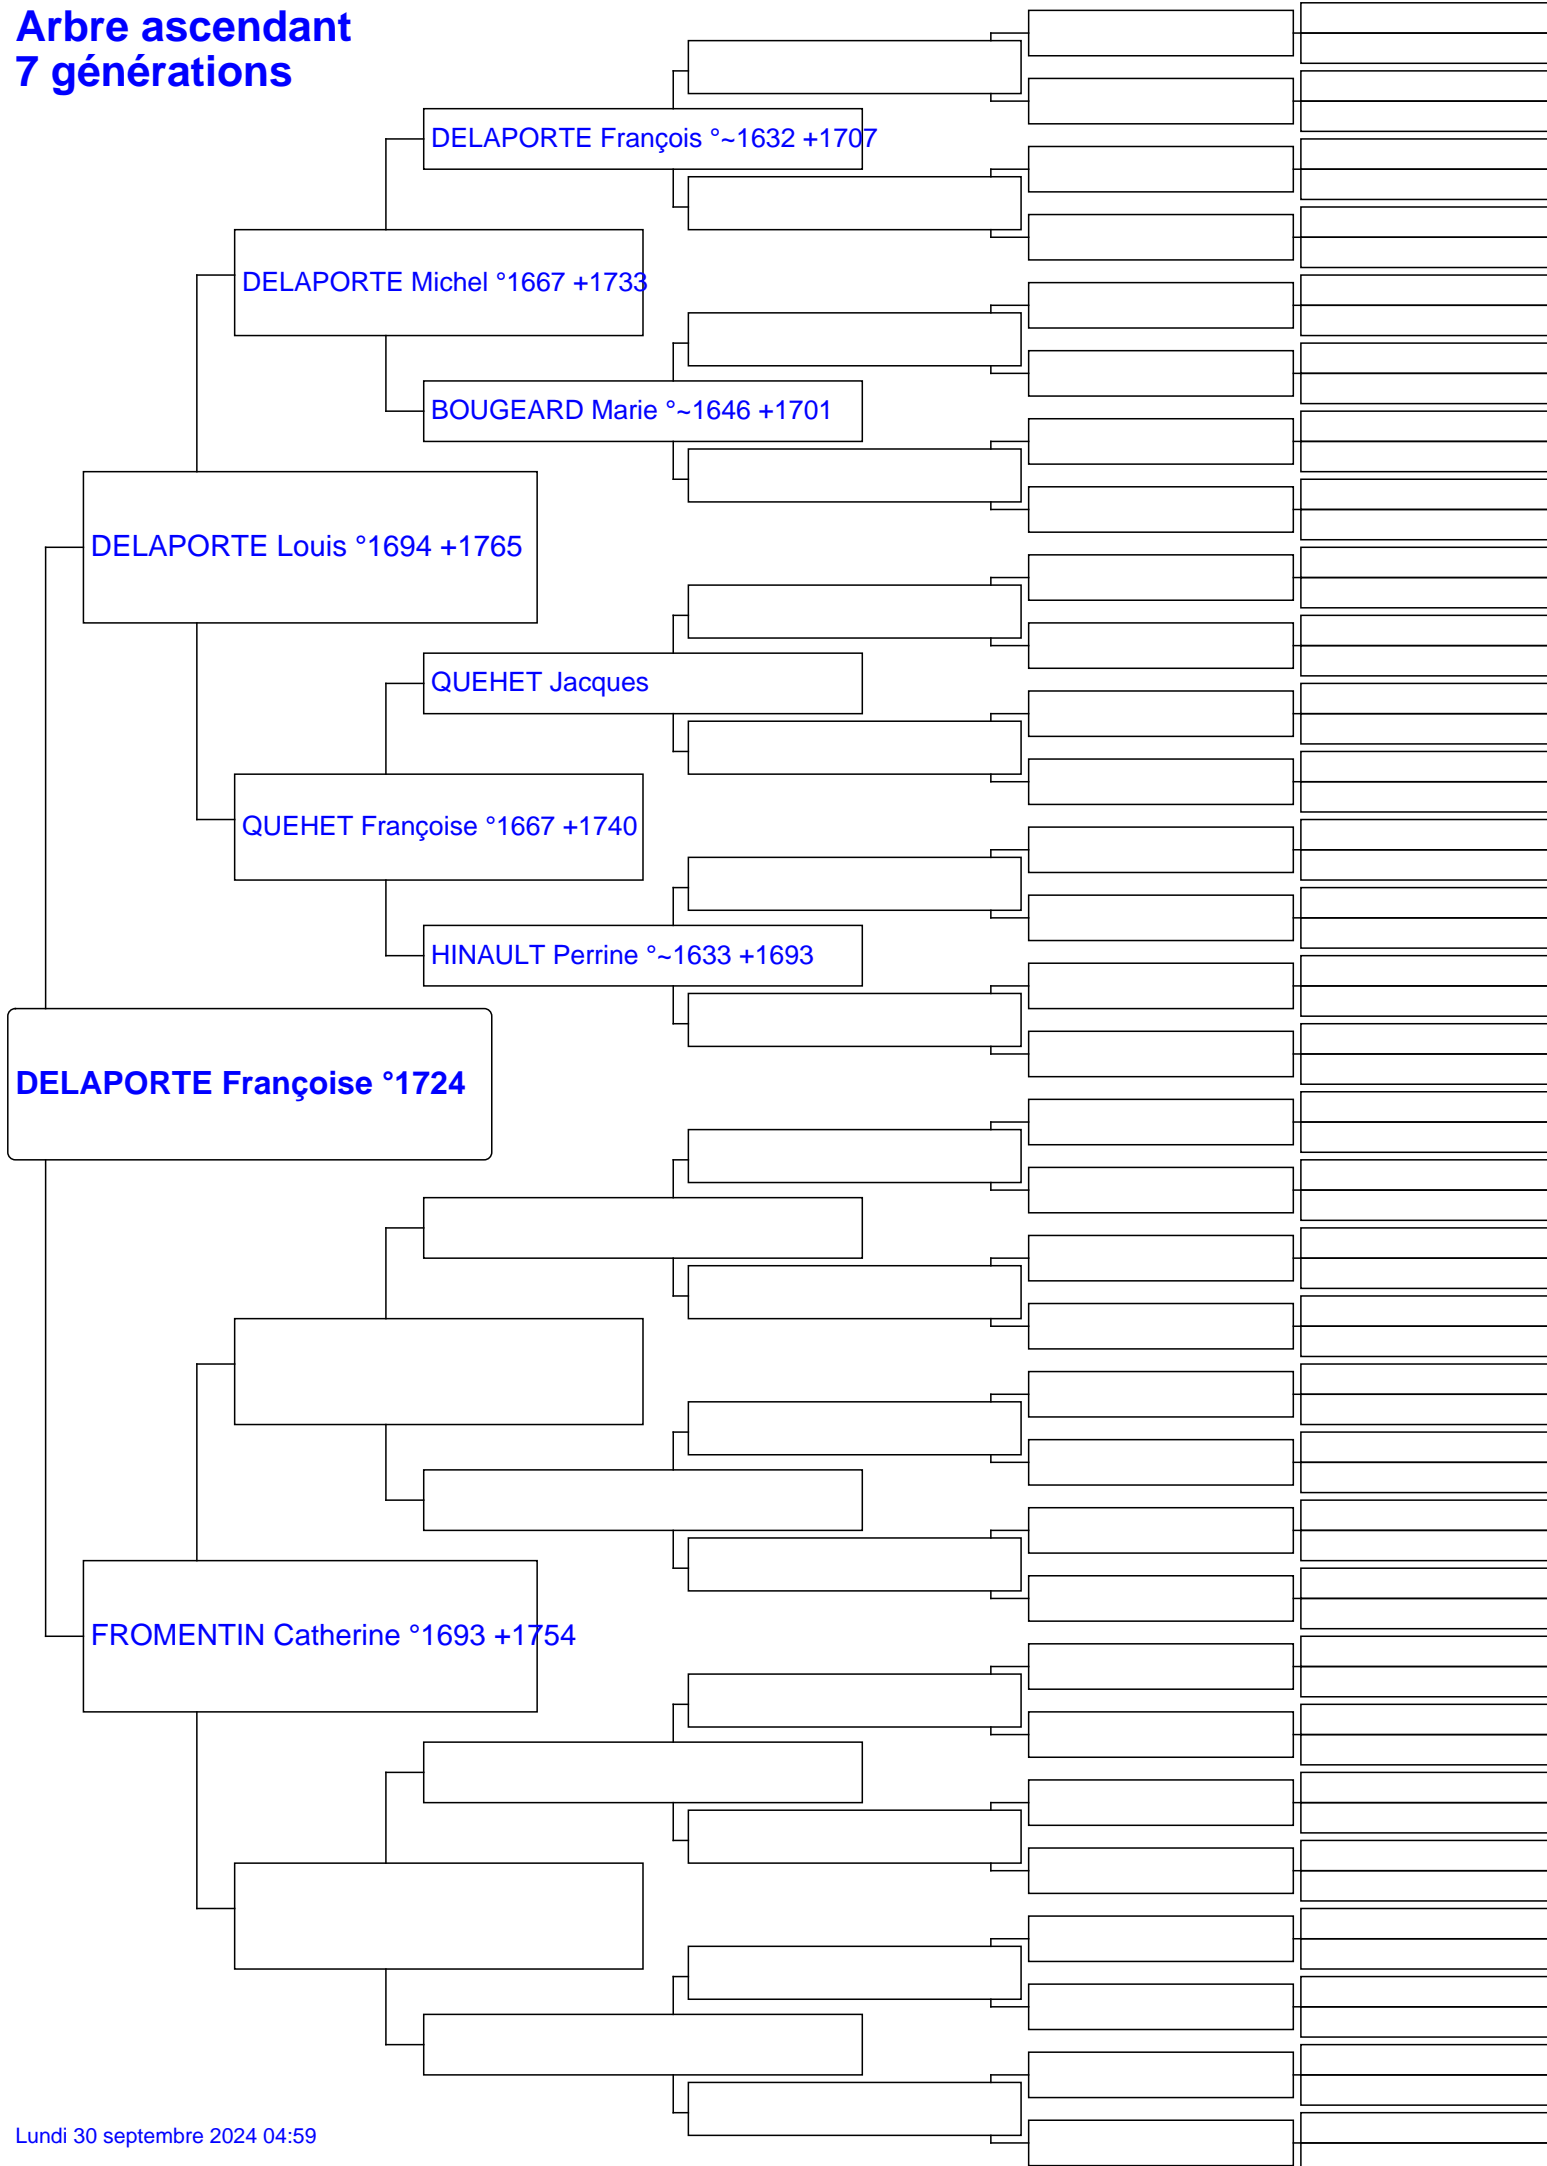 Arbre ascendant
7 générations
DELAPORTE François °~1632 +1707
DELAPORTE Michel °1667 +1733
BOUGEARD Marie °~1646 +1701
DELAPORTE Louis °1694 +1765
QUEHET Jacques
QUEHET Françoise °1667 +1740
HINAULT Perrine °~1633 +1693
DELAPORTE Françoise °1724
FROMENTIN Catherine °1693 +1754
Lundi 30 septembre 2024 04:59